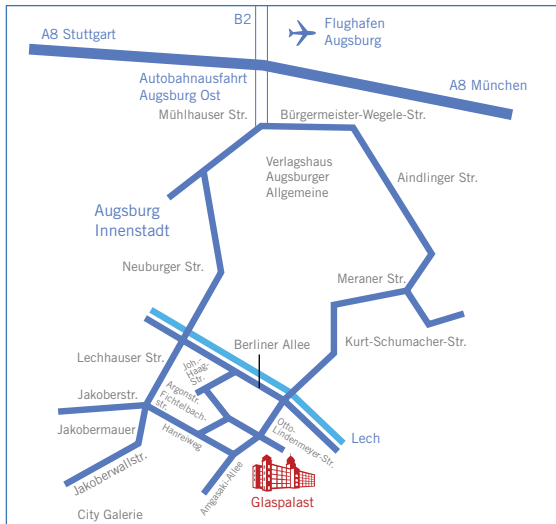 B2
Flughafen
Augsburg
A8 Stuttgart
Autobahnausfahrt
Augsburg Ost
A8 München
Mühlhauser Str.
Bürgermeister-Wegele-Str.
Verlagshaus
Augsburger
Allgemeine
Aindlinger Str.
Augsburg
Innenstadt
Neuburger Str.
Meraner Str.
Berliner Allee
Kurt-Schumacher-Str.
Lechhauser Str.
Joh.-
Haag-
Str.
Argonstr.
Fichtelbach-
str.
Jakoberstr.
Jakobermauer
Hanreiweg
Otto-
Lindenmeyer-Str.
Lech
Jakoberwallstr.
Amgasaki-Allee
Glaspalast
City Galerie